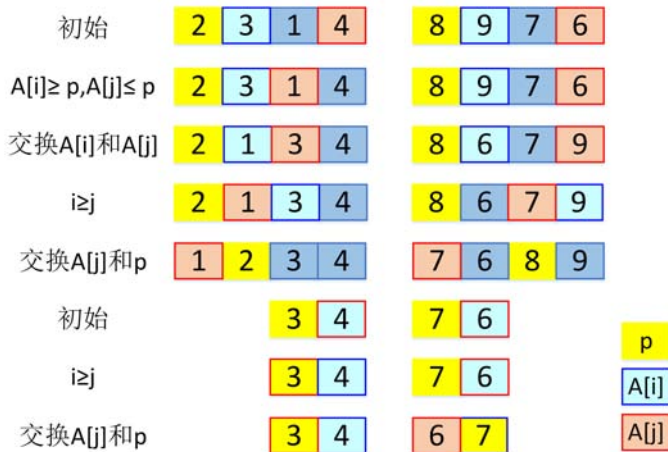 初始 2 3 1 4 8 9 7 6
A[i]≥ p,A[j]≤ p 2 3 1 4 8 9 7 6
交换A[i]和A[j] 2 1 3 4 8 6 7 9
i≥j 2 1 3 4 8 6 7 9
交换A[j]和p 1 2 3 4 7 6 8 9
初始 3 4 7 6
i≥j 3 4 7 6
交换A[j]和p 3 4 6 7
p
A[i]
A[j]